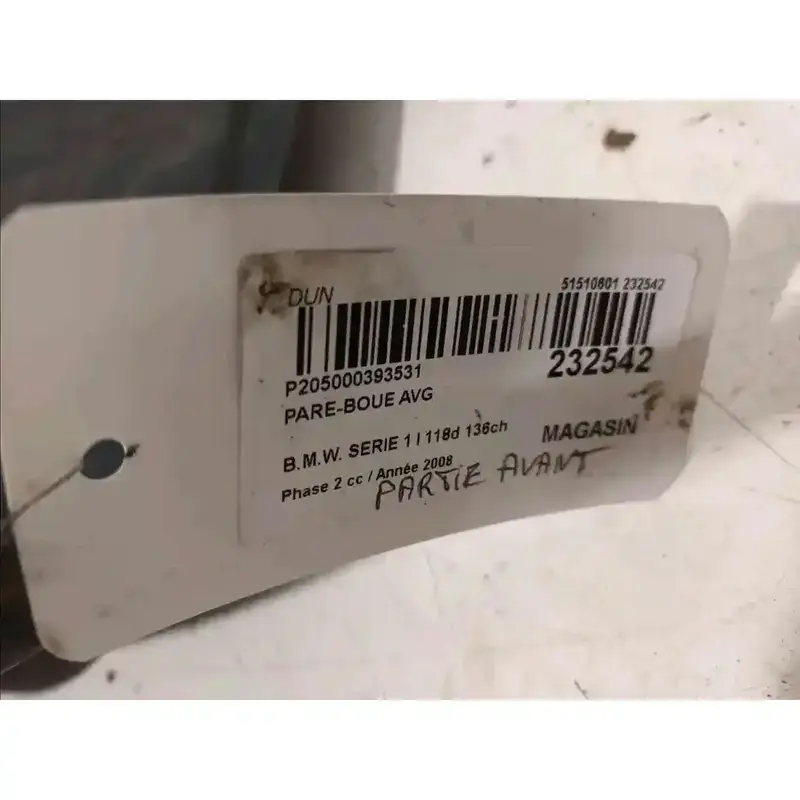 DUN
51510801 232542
P205000393531
232542
PARE-BOUE AVG
B.M.W. SERIE 1 I 118d 136ch
MAGASIN
Phase 2 cc / Année 2008
PARTIE AVANT